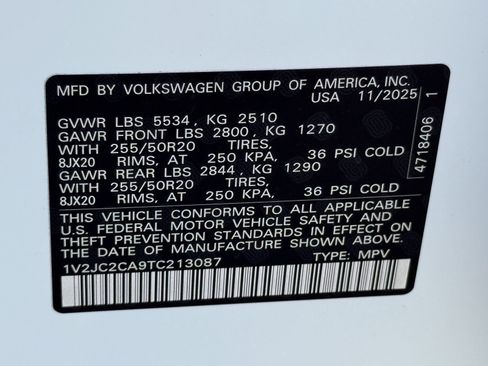 MFD BY VOLKSWAGEN GROUP OF AMERICA, INC.
USA 11/2025
GVWR LBS 5534 , KG 2510
GAWR FRONT LBS 2800 , KG 1270
WITH 255/50R20 TIRES,
8JX20 RIMS, AT 250 KPA, 36 PSI COLD
GAWR REAR LBS 2844 , KG 1290
WITH 255/50R20 TIRES,
8JX20 RIMS, AT 250 KPA, 36 PSI COLD
THIS VEHICLE CONFORMS TO ALL APPLICABLE
U.S. FEDERAL MOTOR VEHICLE SAFETY AND
THEFT PREVENTION STANDARDS IN EFFECT ON
THE DATE OF MANUFACTURE SHOWN ABOVE.
1V2JC2CA9TC213087 TYPE: MPV
4718406 1